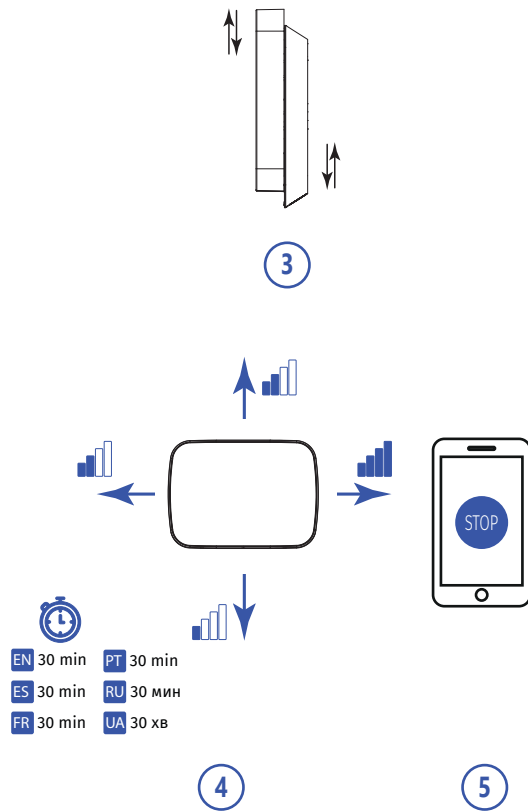 3
STOP
EN 30 min PT 30 min
ES 30 min RU 30 мин
FR 30 min UA 30 хв
4 5